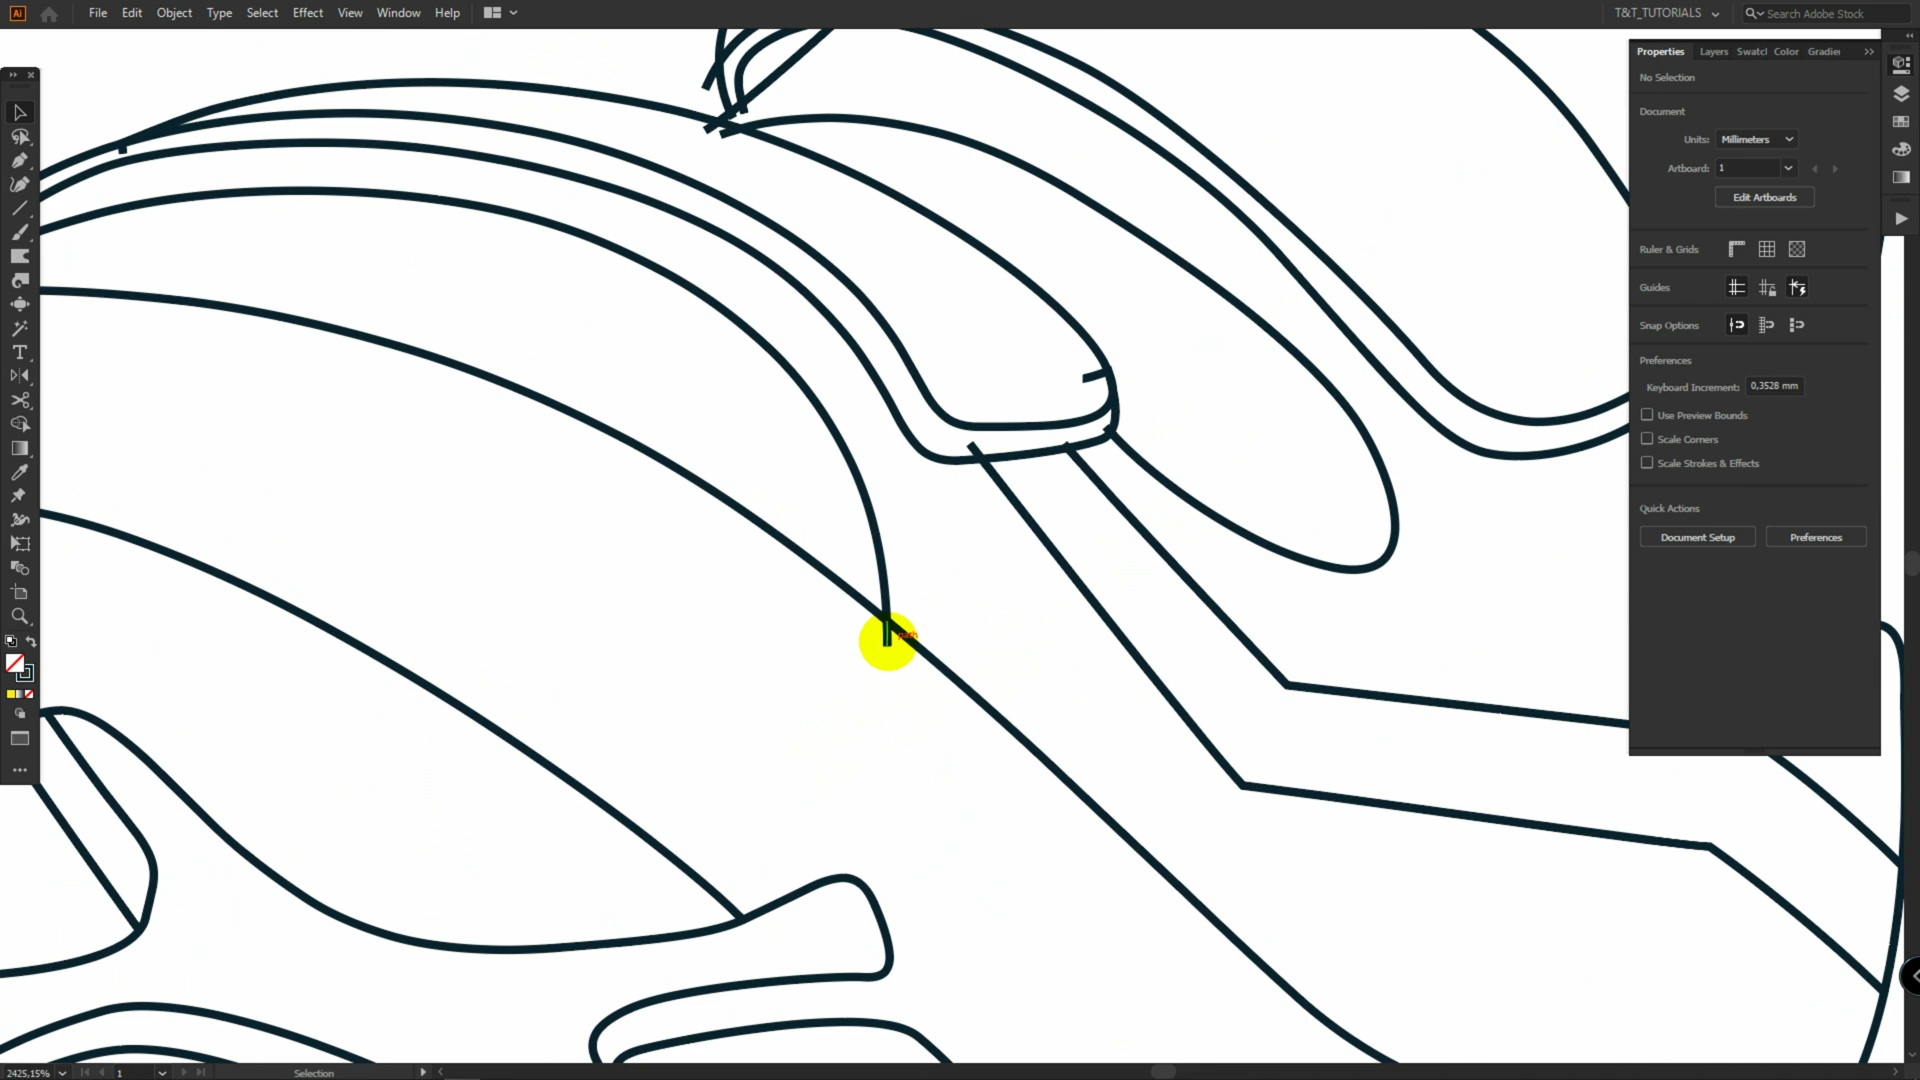 Ai File Edit Object Type Select Effect View Window Help
T&T_TUTORIALS
Search Adobe Stock
Properties Layers Swatcl Color Gradiei
No Selection
Document
Units: Millimeters
Artboard: 1
Edit Artboards
Ruler & Grids
Guides
Snap Options
Preferences
Keyboard Increment: 0,3528 mm
Use Preview Bounds
Scale Corners
Scale Strokes & Effects
Quick Actions
Document Setup Preferences
path
2425,15% 1 Selection